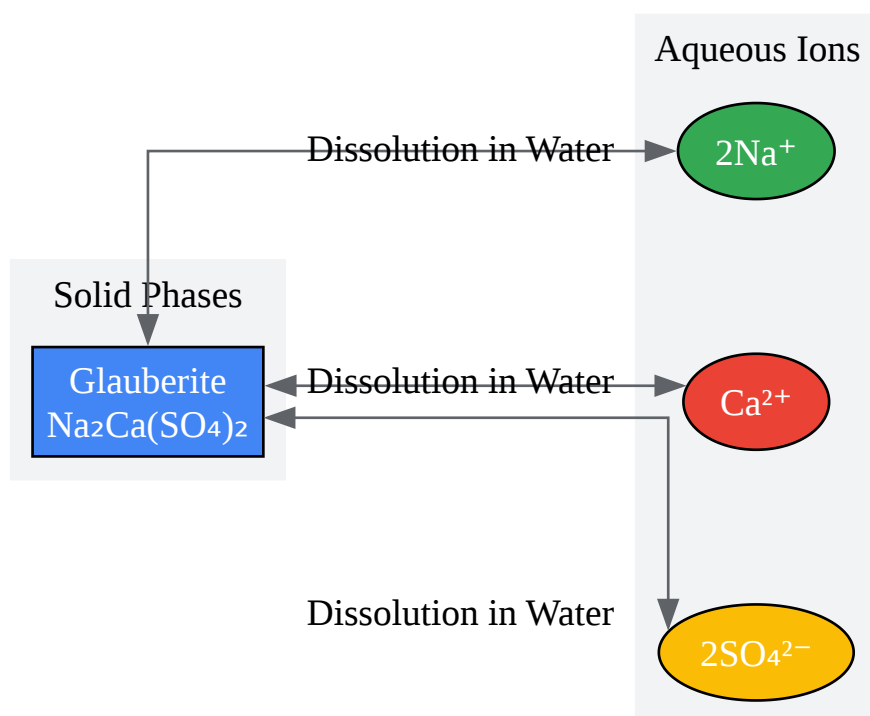 Aqueous Ions
Dissolution in Water
2Na⁺
Solid Phases
Glauberite
Na₂Ca(SO₄)₂
Dissolution in Water
Ca²⁺
Dissolution in Water
2SO₄²⁻